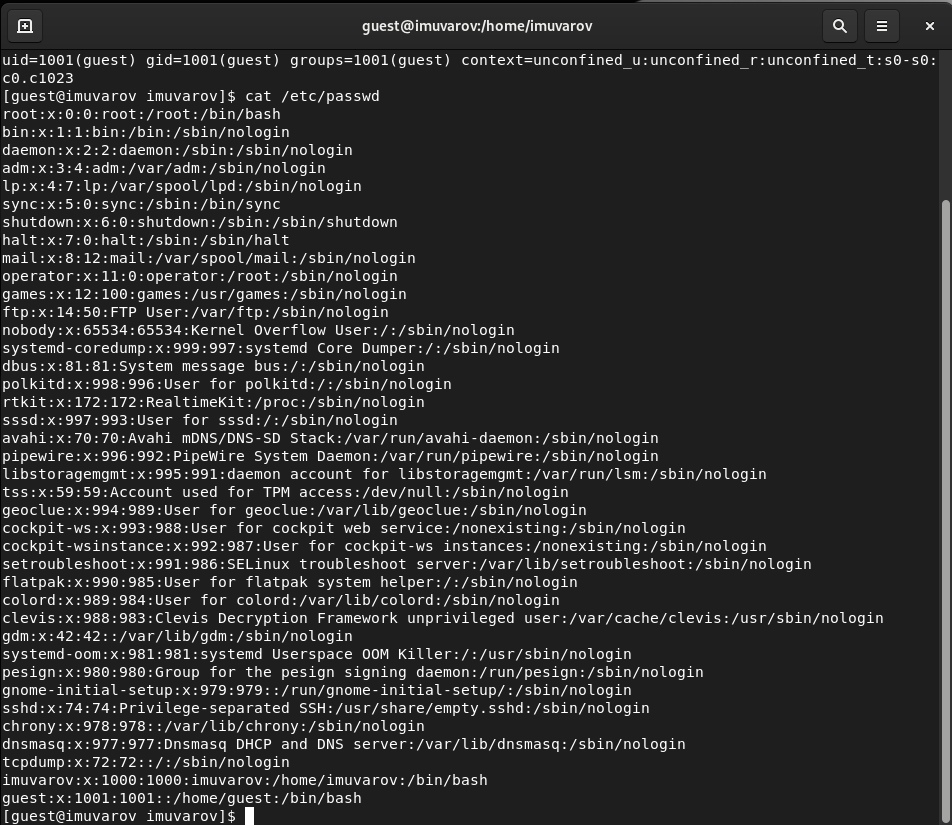 guest@imuvarov:/home/imuvarov
uid=1001(guest) gid=1001(guest) groups=1001(guest) context=unconfined_u:unconfined_r:unconfined_t:s0-s0:
c0.c1023
[guest@imuvarov imuvarov]$ cat /etc/passwd
root:x:0:0:root:/root:/bin/bash
bin:x:1:1:bin:/bin:/sbin/nologin
daemon:x:2:2:daemon:/sbin:/sbin/nologin
adm:x:3:4:adm:/var/adm:/sbin/nologin
lp:x:4:7:lp:/var/spool/lpd:/sbin/nologin
sync:x:5:0:sync:/sbin:/bin/sync
shutdown:x:6:0:shutdown:/sbin:/sbin/shutdown
halt:x:7:0:halt:/sbin:/sbin/halt
mail:x:8:12:mail:/var/spool/mail:/sbin/nologin
operator:x:11:0:operator:/root:/sbin/nologin
games:x:12:100:games:/usr/games:/sbin/nologin
ftp:x:14:50:FTP User:/var/ftp:/sbin/nologin
nobody:x:65534:65534:Kernel Overflow User:/:/sbin/nologin
systemd-coredump:x:999:997:systemd Core Dumper:/:/sbin/nologin
dbus:x:81:81:System message bus:/:/sbin/nologin
polkitd:x:998:996:User for polkitd:/:/sbin/nologin
rtkit:x:172:172:RealtimeKit:/proc:/sbin/nologin
sssd:x:997:993:User for sssd:/:/sbin/nologin
avahi:x:70:70:Avahi mDNS/DNS-SD Stack:/var/run/avahi-daemon:/sbin/nologin
pipewire:x:996:992:PipeWire System Daemon:/var/run/pipewire:/sbin/nologin
libstoragemgmt:x:995:991:daemon account for libstoragemgmt:/var/run/lsm:/sbin/nologin
tss:x:59:59:Account used for TPM access:/dev/null:/sbin/nologin
geoclue:x:994:989:User for geoclue:/var/lib/geoclue:/sbin/nologin
cockpit-ws:x:993:988:User for cockpit web service:/nonexisting:/sbin/nologin
cockpit-wsinstance:x:992:987:User for cockpit-ws instances:/nonexisting:/sbin/nologin
setroubleshoot:x:991:986:SELinux troubleshoot server:/var/lib/setroubleshoot:/sbin/nologin
flatpak:x:990:985:User for flatpak system helper:/:/sbin/nologin
colord:x:989:984:User for colord:/var/lib/colord:/sbin/nologin
clevis:x:988:983:Clevis Decryption Framework unprivileged user:/var/cache/clevis:/usr/sbin/nologin
gdm:x:42:42::/var/lib/gdm:/sbin/nologin
systemd-oom:x:981:981:systemd Userspace OOM Killer:/:/usr/sbin/nologin
pesign:x:980:980:Group for the pesign signing daemon:/run/pesign:/sbin/nologin
gnome-initial-setup:x:979:979::/run/gnome-initial-setup/:/sbin/nologin
sshd:x:74:74:Privilege-separated SSH:/usr/share/empty.sshd:/sbin/nologin
chrony:x:978:978::/var/lib/chrony:/sbin/nologin
dnsmasq:x:977:977:Dnsmasq DHCP and DNS server:/var/lib/dnsmasq:/sbin/nologin
tcpdump:x:72:72::/:/sbin/nologin
imuvarov:x:1000:1000:imuvarov:/home/imuvarov:/bin/bash
guest:x:1001:1001::/home/guest:/bin/bash
[guest@imuvarov imuvarov]$